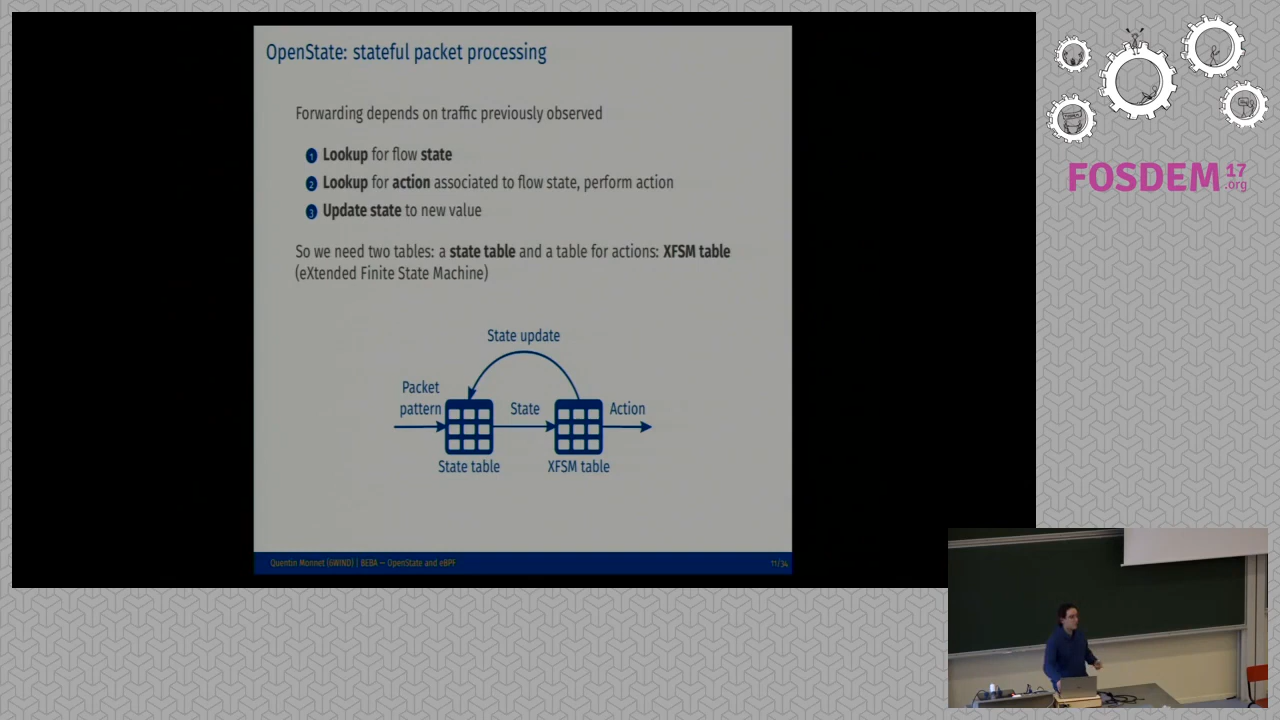 OpenState: stateful packet processing
Forwarding depends on traffic previously observed
1 Lookup for flow state
2 Lookup for action associated to flow state, perform action
3 Update state to new value
So we need two tables: a state table and a table for actions: XFSM table
(eXtended Finite State Machine)
State update
Packet
pattern
State
Action
State table
XFSM table
Quentin Monnet (6WIND) | BEBA — OpenState and eBPF
11/34
FOSDEM 17
.org